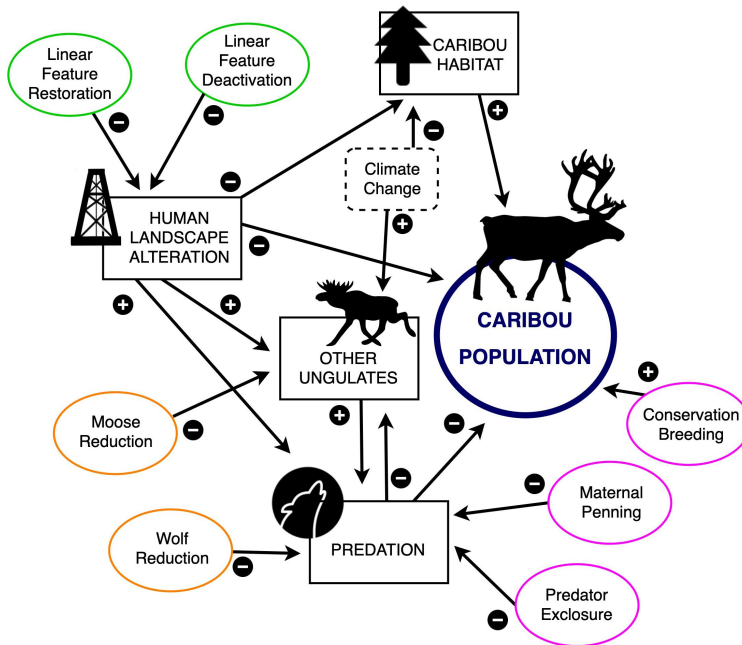 Linear
Feature
Restoration
Linear
Feature
Deactivation
CARIBOU
HABITAT
Climate
Change
HUMAN
LANDSCAPE
ALTERATION
CARIBOU
POPULATION
OTHER
UNGULATES
Moose
Reduction
Conservation
Breeding
Maternal
Penning
Wolf
Reduction
PREDATION
Predator
Exclosure